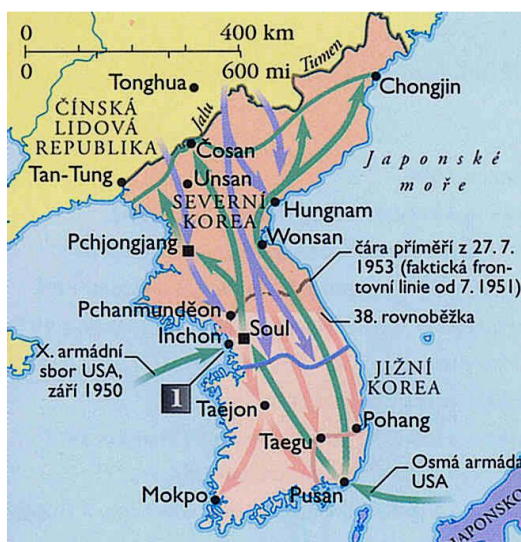 0 400 km
0 600 mi
Tonghua
Tumen
Chongjin
ČÍNSKÁ
LIDOVÁ
REPUBLIKA
Jalu
Čosan
Tan-Tung
Unsan
SEVERNÍ
KOREA
Japonské
moře
Hungnam
Wonsan
Pchjongjang
čára příměří z 27. 7.
1953 (faktická fron-
tovní linie od 7. 1951)
Pchanmunděon
Soul
38. rovnoběžka
Inchon
X. armádní
sbor USA,
září 1950
1
JIŽNÍ
KOREA
Taejon
Pohang
Taegu
Osmá armáda
USA
Mokpo
Pusan
JAPONSKO